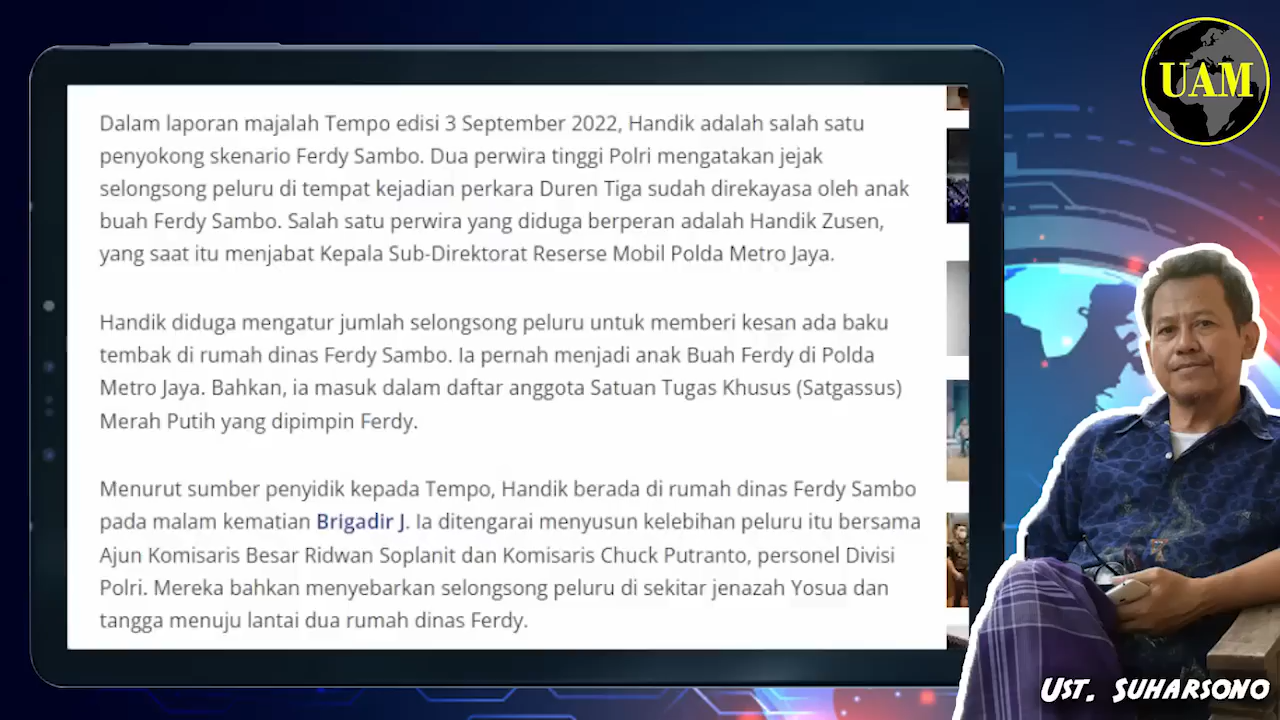 Dalam laporan majalah Tempo edisi 3 September 2022, Handik adalah salah satu
penyokong skenario Ferdy Sambo. Dua perwira tinggi Polri mengatakan jejak
selongsong peluru di tempat kejadian perkara Duren Tiga sudah direkayasa oleh anak
buah Ferdy Sambo. Salah satu perwira yang diduga berperan adalah Handik Zusen,
yang saat itu menjabat Kepala Sub-Direktorat Reserse Mobil Polda Metro Jaya.
Handik diduga mengatur jumlah selongsong peluru untuk memberi kesan ada baku
tembak di rumah dinas Ferdy Sambo. Ia pernah menjadi anak Buah Ferdy di Polda
Metro Jaya. Bahkan, ia masuk dalam daftar anggota Satuan Tugas Khusus (Satgassus)
Merah Putih yang dipimpin Ferdy.
Menurut sumber penyidik kepada Tempo, Handik berada di rumah dinas Ferdy Sambo
pada malam kematian Brigadir J. Ia ditengarai menyusun kelebihan peluru itu bersama
Ajun Komisaris Besar Ridwan Soplanit dan Komisaris Chuck Putranto, personel Divisi
Polri. Mereka bahkan menyebarkan selongsong peluru di sekitar jenazah Yosua dan
tangga menuju lantai dua rumah dinas Ferdy.
UAM
UST. SUHARSONO